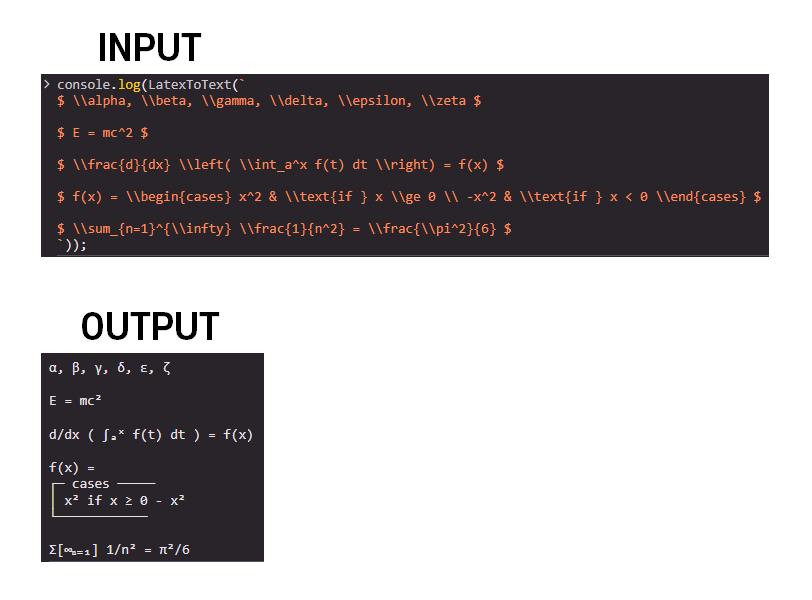 INPUT
> console.log(LatexToText(`
$ \\alpha, \\beta, \\gamma, \\delta, \\epsilon, \\zeta $
$ E = mc^2 $
$ \\frac{d}{dx} \\left( \\int_a^x f(t) dt \\right) = f(x) $
$ f(x) = \\begin{cases} x^2 & \\text{if } x \\ge 0 \\ -x^2 & \\text{if } x < 0 \\end{cases} $
$ \\sum_{n=1}^{\\infty} \\frac{1}{n^2} = \\frac{\\pi^2}{6} $
`));
OUTPUT
α, β, γ, δ, ε, ζ
E = mc²
d/dx ( ∫ₐˣ f(t) dt ) = f(x)
f(x) =
┌─ cases ─────
│ x² if x ≥ 0 - x²
└────────────
Σ[∞ₙ₌₁] 1/n² = π²/6